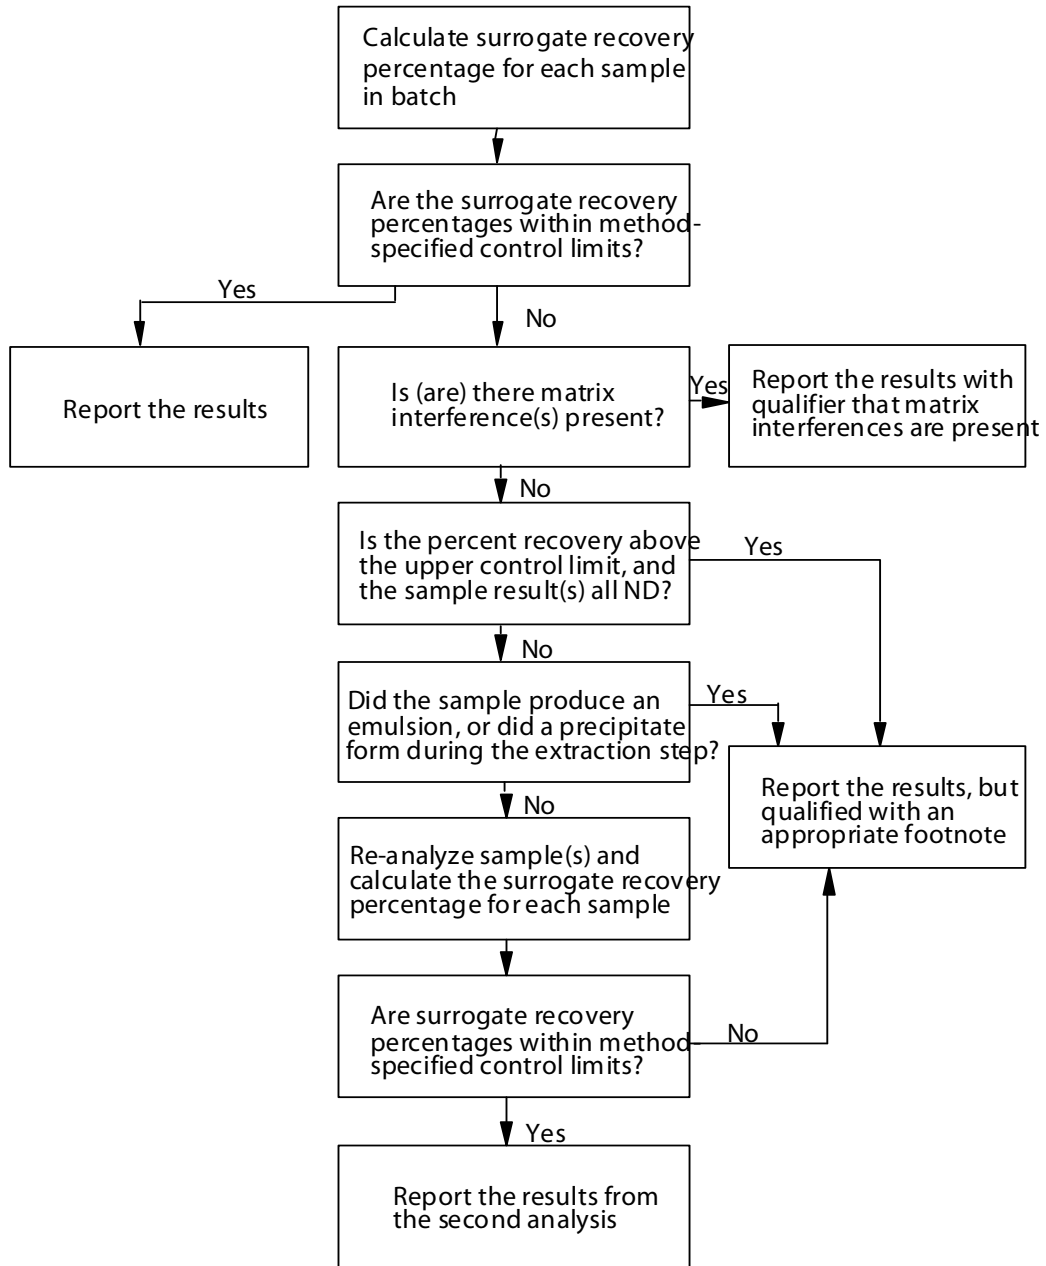 Calculate surrogate recovery
percentage for each sample
in batch
Are the surrogate recovery
percentages within method-
specified control limits?
Yes
No
Report the results
Is (are) there matrix
interference(s) present?
Yes
Report the results with
qualifier that matrix
interferences are present
No
Is the percent recovery above
the upper control limit, and
the sample result(s) all ND?
Yes
No
Did the sample produce an
emulsion, or did a precipitate
form during the extraction step?
Yes
Report the results, but
qualified with an
appropriate footnote
No
Re-analyze sample(s) and
calculate the surrogate recovery
percentage for each sample
Are surrogate recovery
percentages within method-
specified control limits?
No
Yes
Report the results from
the second analysis